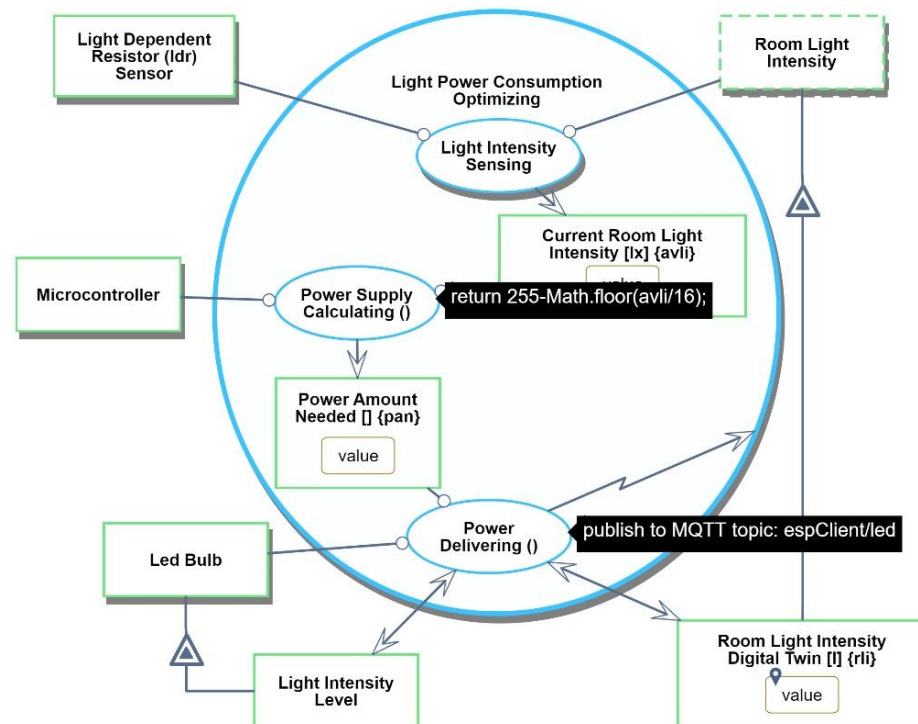 Light Dependent
Resistor (ldr)
Sensor
Room Light
Intensity
Light Power Consumption
Optimizing
Light Intensity
Sensing
Current Room Light
Intensity [lx] {avli}
value
Microcontroller
Power Supply
Calculating ()
return 255-Math.floor(avli/16);
Power Amount
Needed [] {pan}
value
Power
Delivering ()
publish to MQTT topic: espClient/led
Led Bulb
Light Intensity
Level
Room Light Intensity
Digital Twin [l] {rli}
value